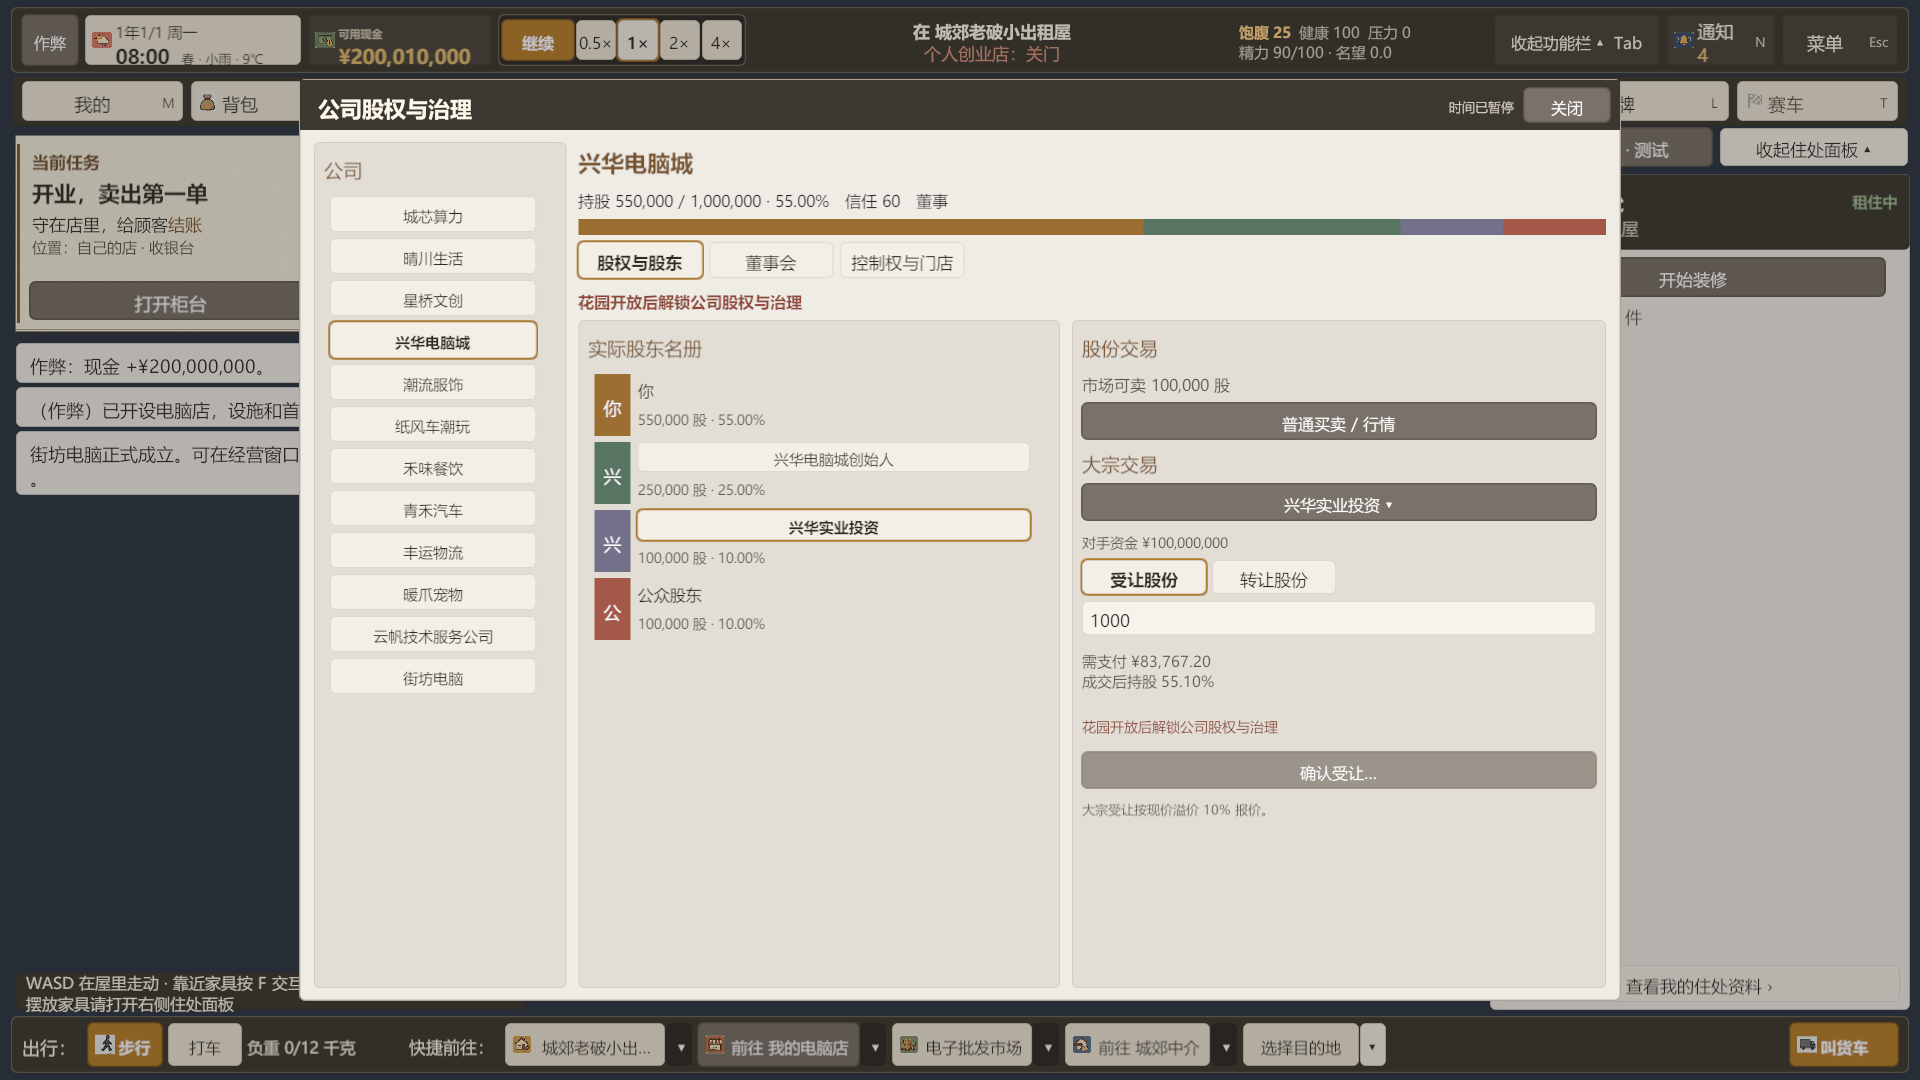 作弊
1年1/1 周一
08:00 春 · 小雨 · 9℃
可用现金
¥200,010,000
继续
0.5×
1×
2×
4×
在 城郊老破小出租屋
个人创业店：关门
饱腹 25 健康 100 压力 0
精力 90/100 · 名望 0.0
收起功能栏 ▴ Tab
通知
4
N
菜单 Esc
我的 M
背包
牌 L
赛车 T
公司股权与治理
时间已暂停
关闭
当前任务
开业，卖出第一单
守在店里，给顾客结账
位置：自己的店 · 收银台
打开柜台
作弊：现金 +¥200,000,000。
（作弊）已开设电脑店，设施和首
街坊电脑正式成立。可在经营窗口
。
公司
城芯算力
晴川生活
星桥文创
兴华电脑城
潮流服饰
纸风车潮玩
禾味餐饮
青禾汽车
丰运物流
暖爪宠物
云帆技术服务公司
街坊电脑
兴华电脑城
持股 550,000 / 1,000,000 · 55.00% 信任 60 董事
股权与股东
董事会
控制权与门店
花园开放后解锁公司股权与治理
实际股东名册
你
你
550,000 股 · 55.00%
兴
兴华电脑城创始人
250,000 股 · 25.00%
兴
兴华实业投资
100,000 股 · 10.00%
公
公众股东
100,000 股 · 10.00%
股份交易
市场可卖 100,000 股
普通买卖 / 行情
大宗交易
兴华实业投资 ▾
对手资金 ¥100,000,000
受让股份
转让股份
1000
需支付 ¥83,767.20
成交后持股 55.10%
花园开放后解锁公司股权与治理
确认受让...
大宗受让按现价溢价 10% 报价。
· 测试
收起住处面板 ▴
租住中
屋
开始装修
件
查看我的住处资料 ›
WASD 在屋里走动 · 靠近家具按 F 交互
摆放家具请打开右侧住处面板
出行：
步行
打车
负重 0/12 千克
快捷前往：
城郊老破小出... ▾
前往 我的电脑店 ▾
电子批发市场 ▾
前往 城郊中介 ▾
选择目的地 ▾
叫货车